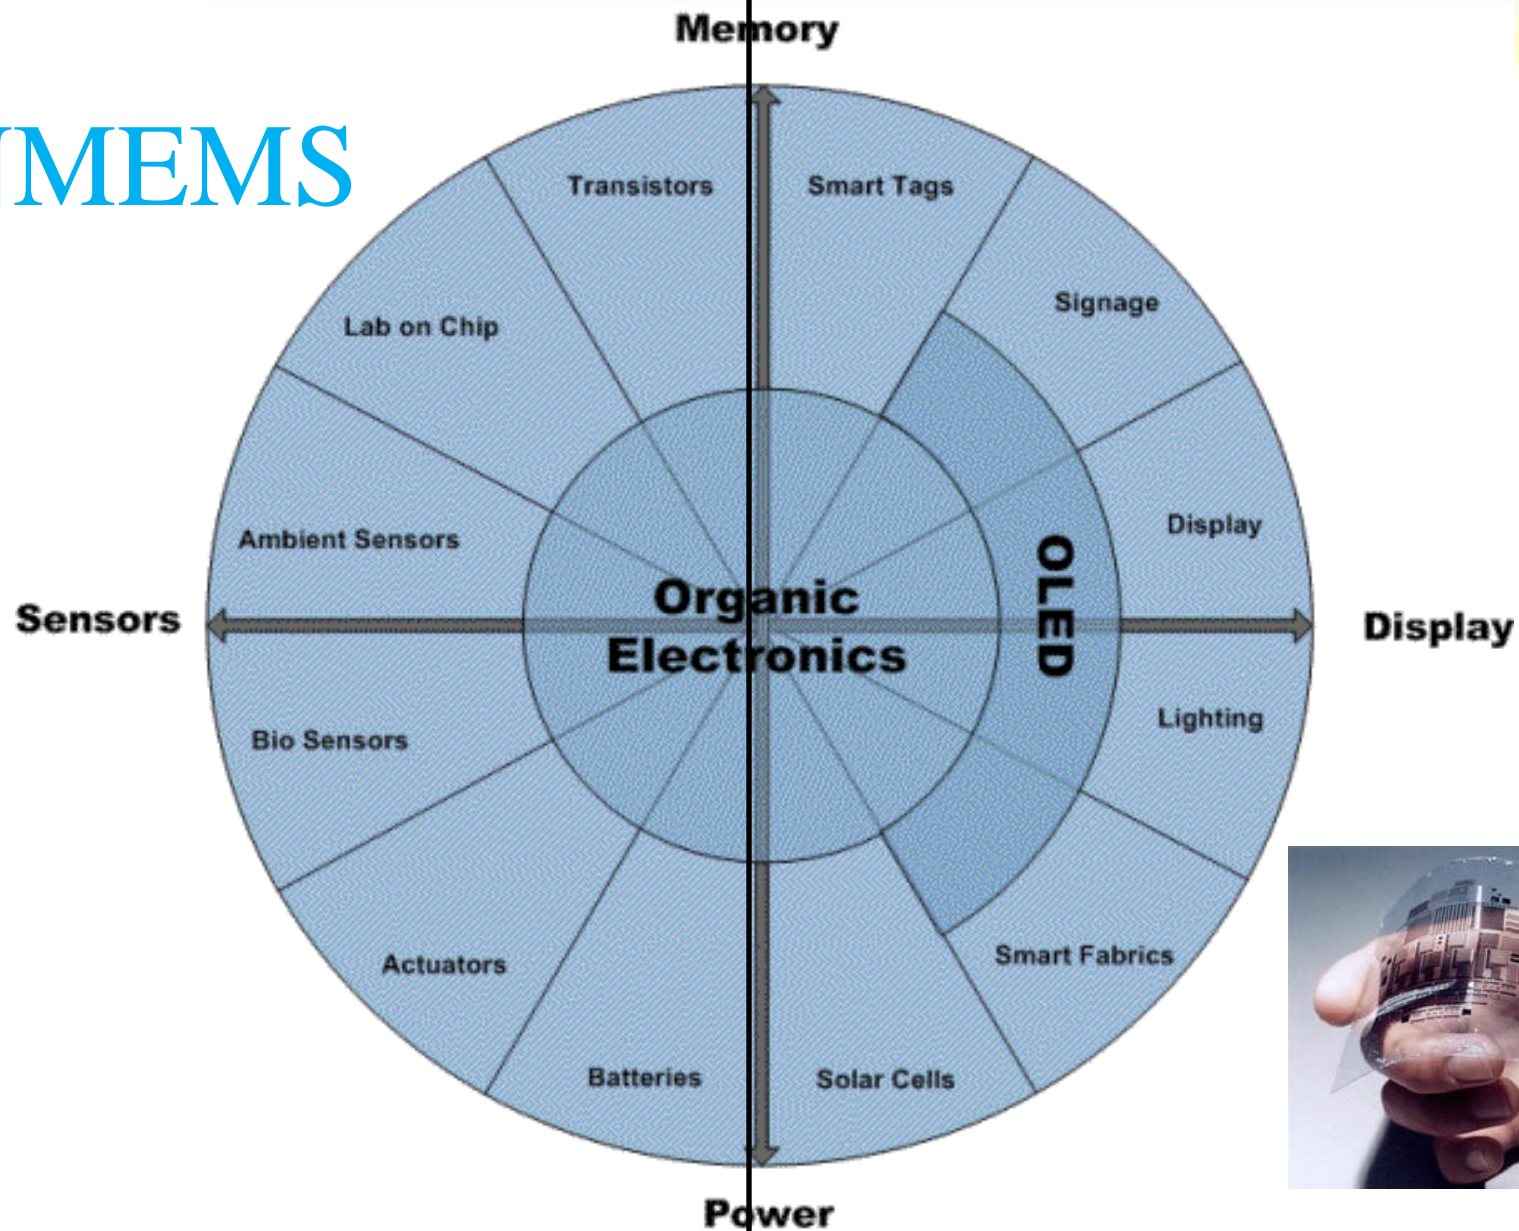 Memory
NMEMS
Transistors
Smart Tags
Signage
Lab on Chip
Display
Ambient Sensors
OLED
Organic
Electronics
Sensors
Display
Lighting
Bio Sensors
Smart Fabrics
Actuators
Batteries
Solar Cells
Power